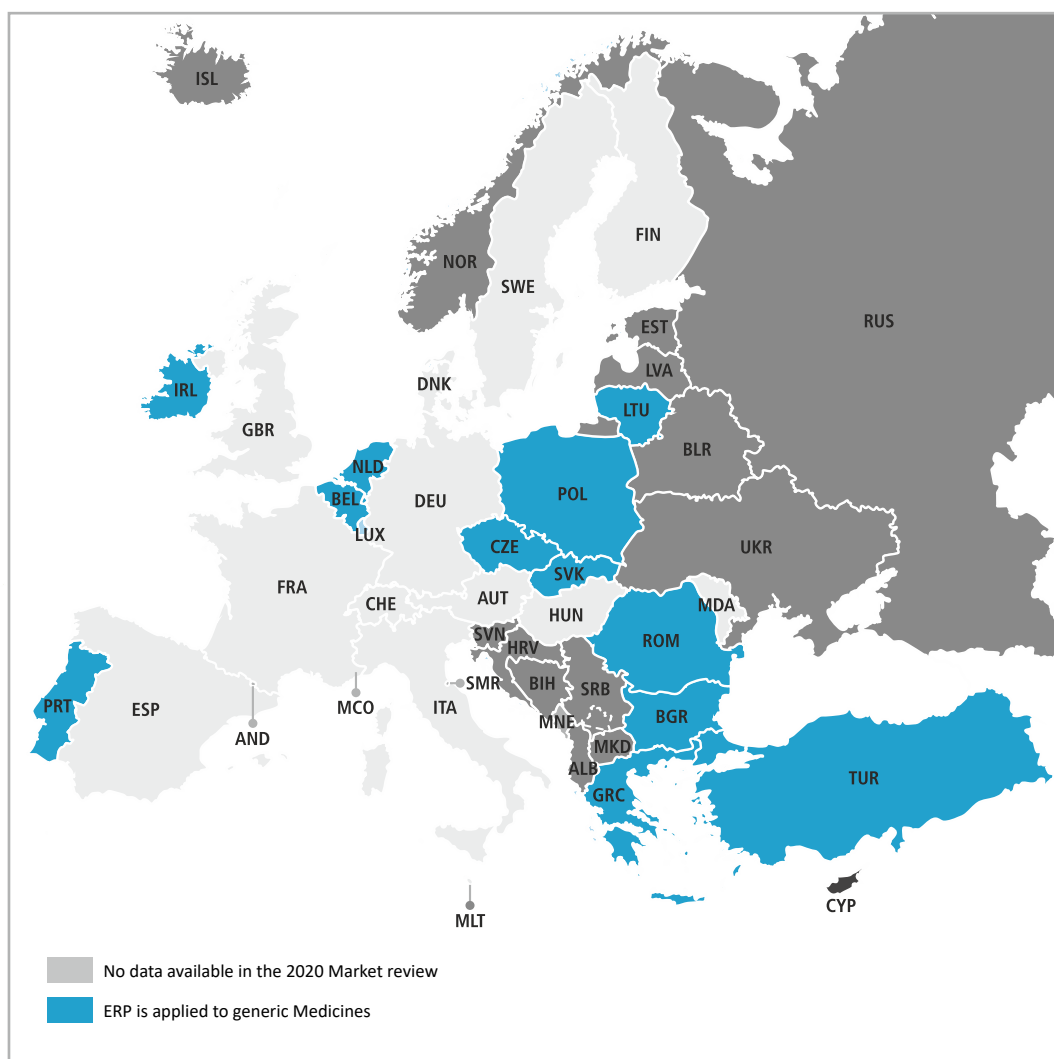 ISL
FIN
NOR
SWE
RUS
EST
LVA
DNK
IRL
LTU
GBR
BLR
NLD
BEL
DEU
POL
LUX
CZE
UKR
SVK
FRA
CHE
AUT
MDA
HUN
SVN
ROM
HRV
SMR
BIH
SRB
PRT
ESP
MCO
ITA
BGR
MNE
AND
MKD
ALB
TUR
GRC
CYP
MLT
No data available in the 2020 Market review
ERP is applied to generic Medicines